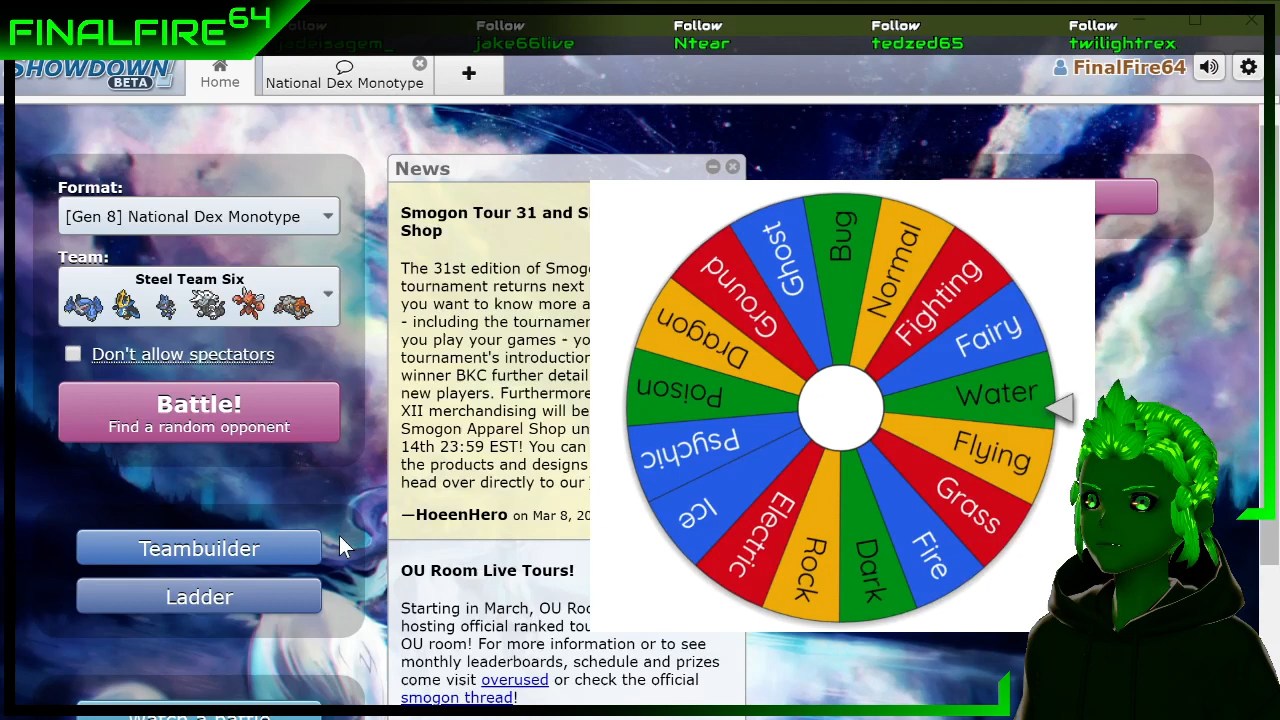 FINALFIRE64
Follow
jake66live
Follow
Ntear
Follow
tedzed65
Follow
twilightrex
SHOWDOWN
BETA
Home
National Dex Monotype
+
FinalFire64
Format:
[Gen 8] National Dex Monotype
Team:
Steel Team Six
Don't allow spectators
Battle!
Find a random opponent
Teambuilder
Ladder
News
Smogon Tour 31 and
Shop
The 31st edition of
tournament returns next
you want to know more a
- including the tournamen
you play your games - yo
tournament's introduction
winner BKC further detail
new players. Furthermore
XII merchandising will be
Smogon Apparel Shop un
14th 23:59 EST! You can
the products and designs
head over directly to our
—HoeenHero on Mar 8, 20
OU Room Live Tours!
Starting in March, OU Roo
hosting official ranked tou
OU room! For more information or to see
monthly leaderboards, schedule and prizes
come visit overused or check the official
smogon thread!
Bug
Normal
Fighting
Fairy
Water
Flying
Grass
Fire
Dark
Rock
Electric
Ice
Psychic
Poison
Dragon
Ground
Ghost